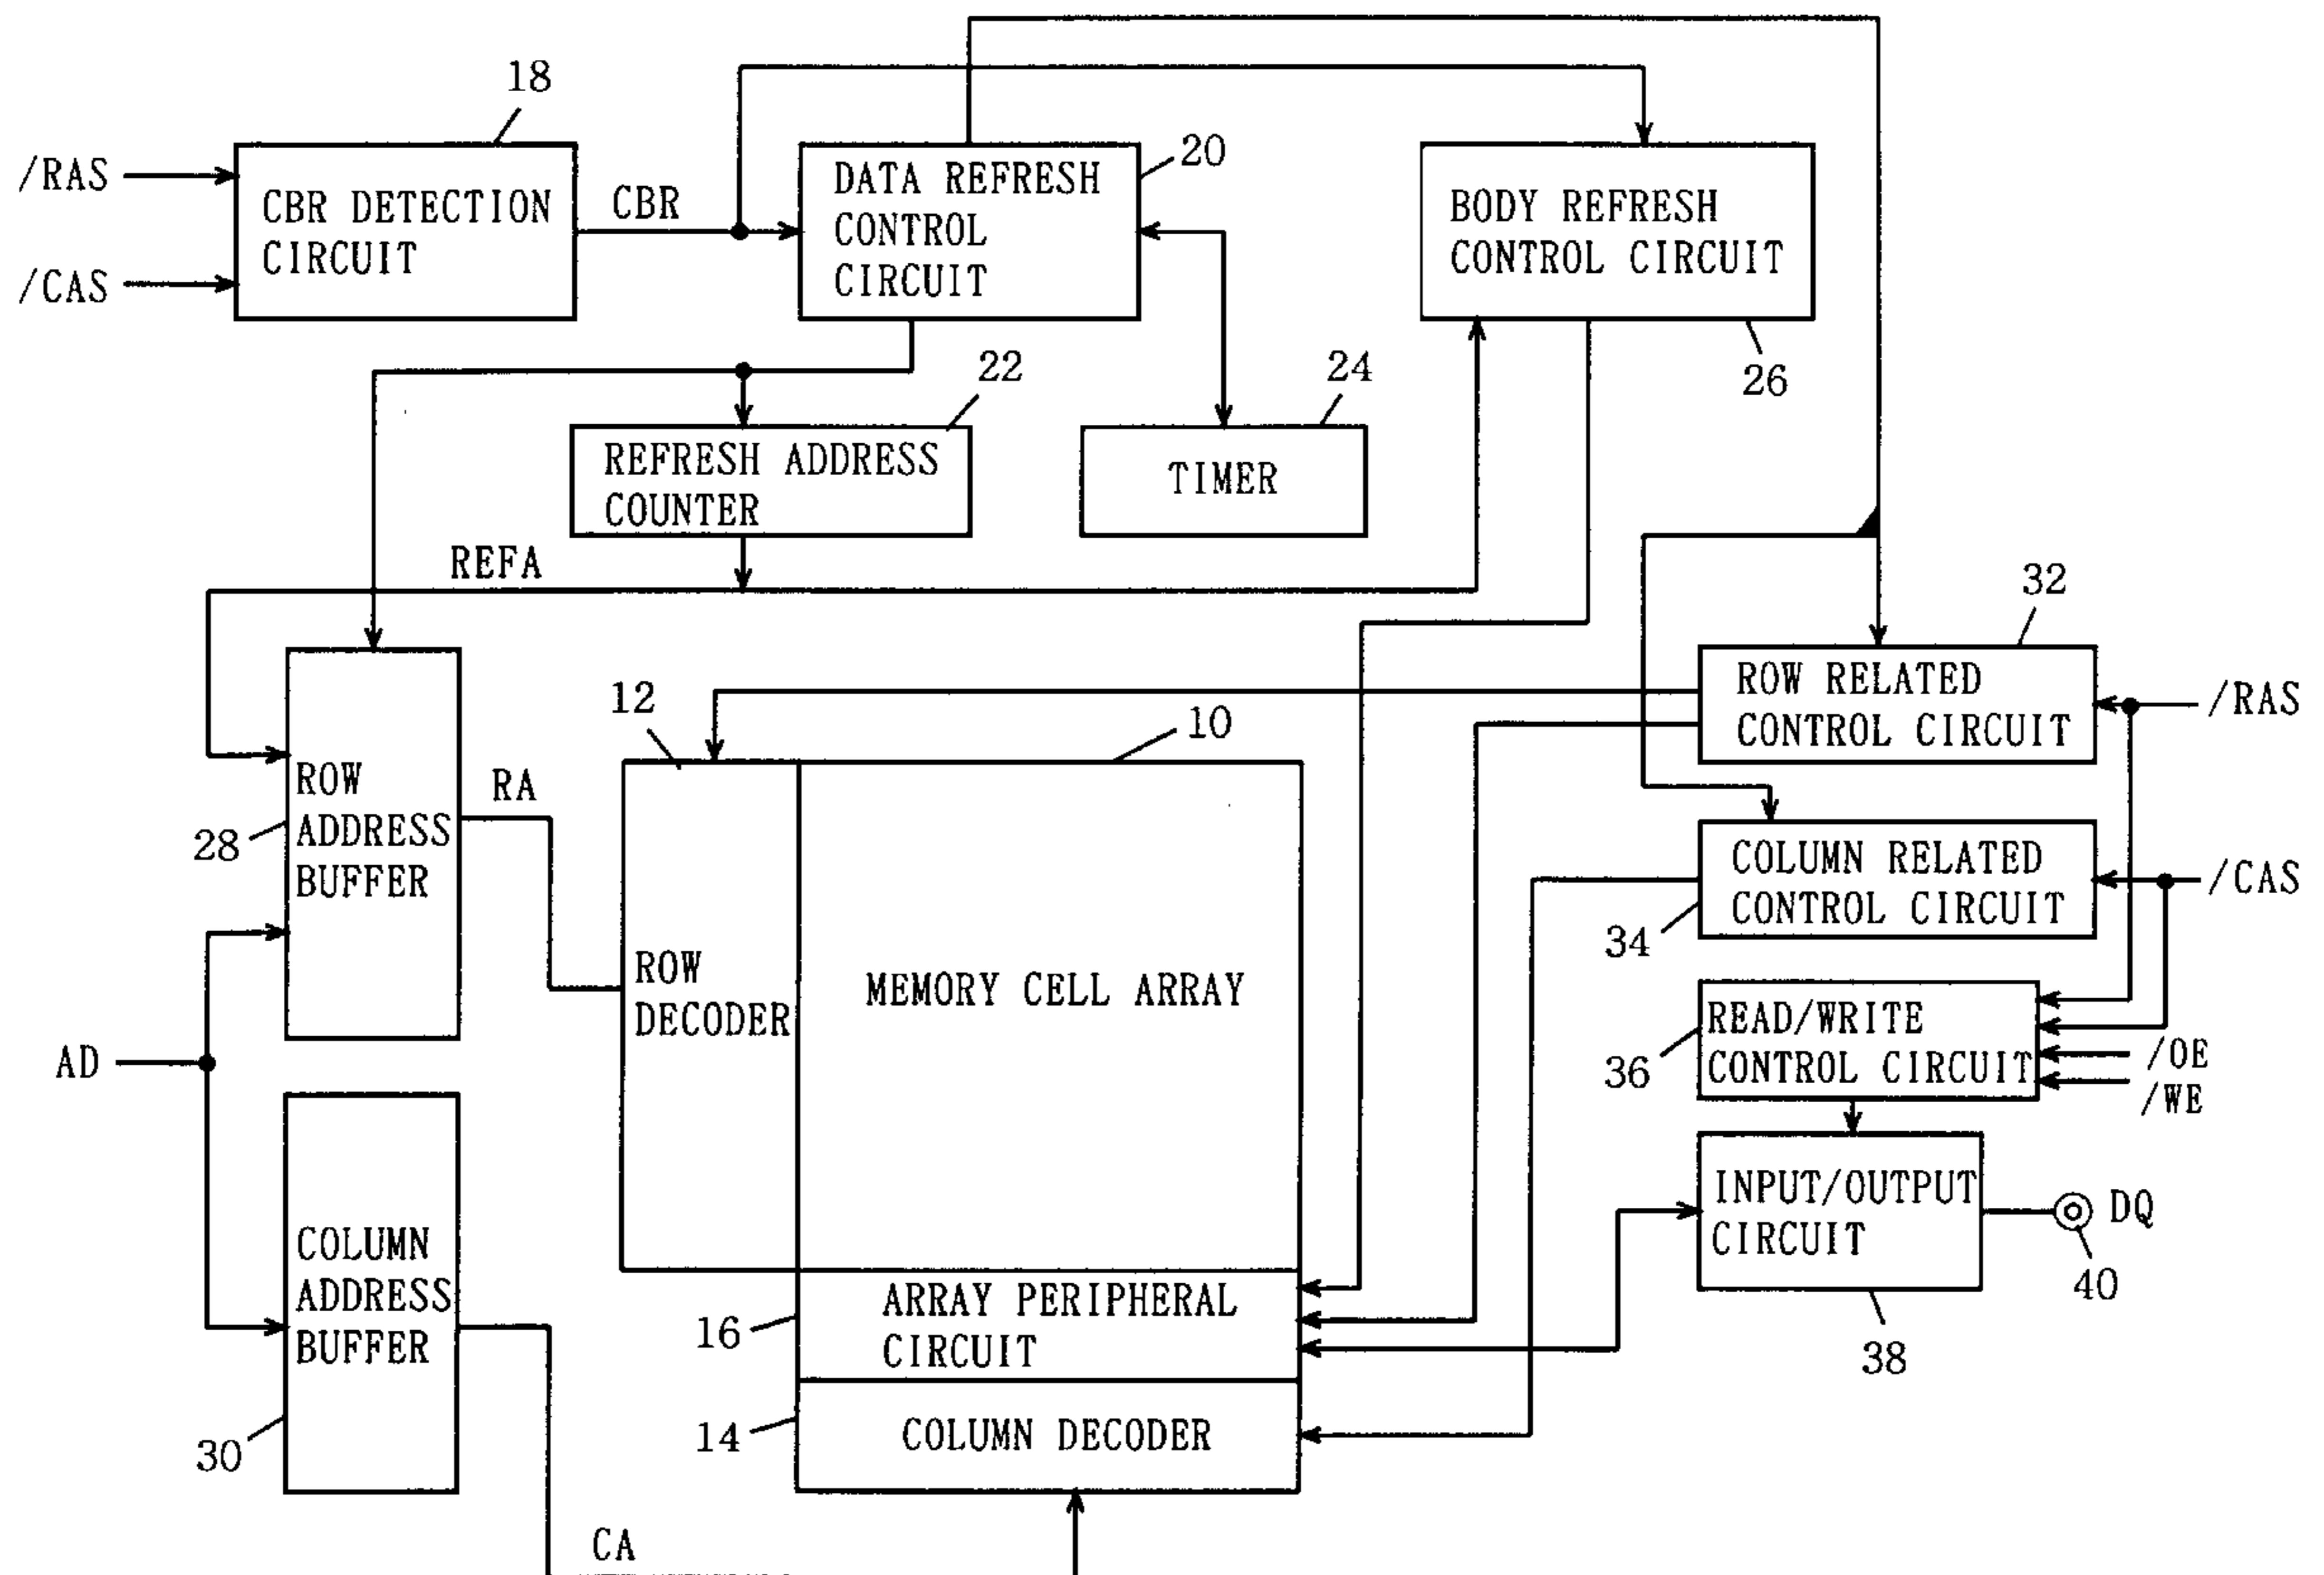 18
/RAS
/CAS
CBR DETECTION
CIRCUIT
CBR
DATA REFRESH
CONTROL
CIRCUIT
20
BODY REFRESH
CONTROL CIRCUIT
26
22
REFRESH ADDRESS
COUNTER
24
TIMER
REFA
32
ROW RELATED
CONTROL CIRCUIT
/RAS
12
10
ROW
ADDRESS
BUFFER
28
RA
COLUMN RELATED
CONTROL CIRCUIT
/CAS
34
ROW
DECODER
MEMORY CELL ARRAY
AD
READ/WRITE
CONTROL CIRCUIT
36
/OE
/WE
INPUT/OUTPUT
CIRCUIT
DQ
40
38
COLUMN
ADDRESS
BUFFER
30
ARRAY PERIPHERAL
CIRCUIT
16
14
COLUMN DECODER
CA